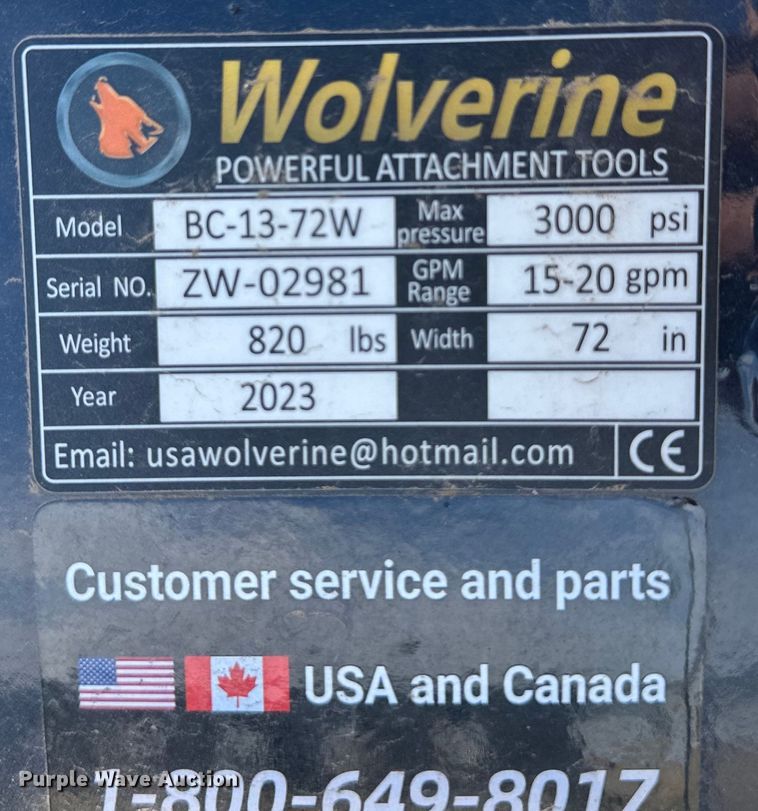 Wolverine
POWERFUL ATTACHMENT TOOLS
Model BC-13-72W Max pressure 3000 psi
Serial NO. ZW-02981 GPM Range 15-20 gpm
Weight 820 lbs Width 72 in
Year 2023
Email: usawolverine@hotmail.com CE
Customer service and parts
USA and Canada
1-800-649-8017
Purple Wave Auction